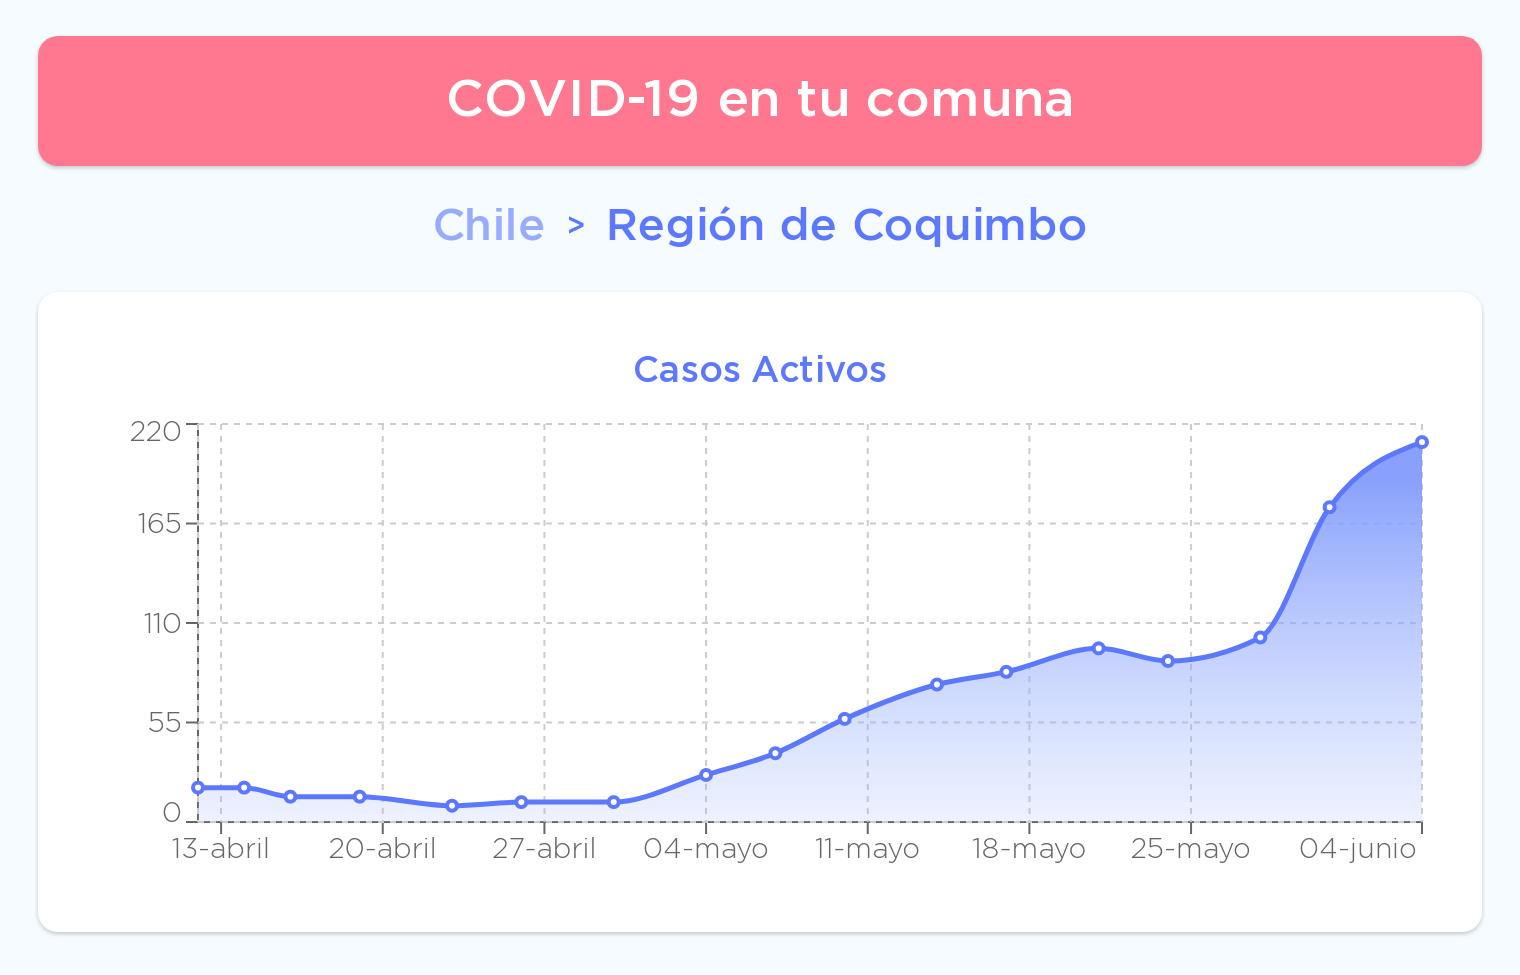 COVID-19 en tu comuna
Chile > Región de Coquimbo
Casos Activos
220
165
110
55
0
13-abril 20-abril 27-abril 04-mayo 11-mayo 18-mayo 25-mayo 04-junio